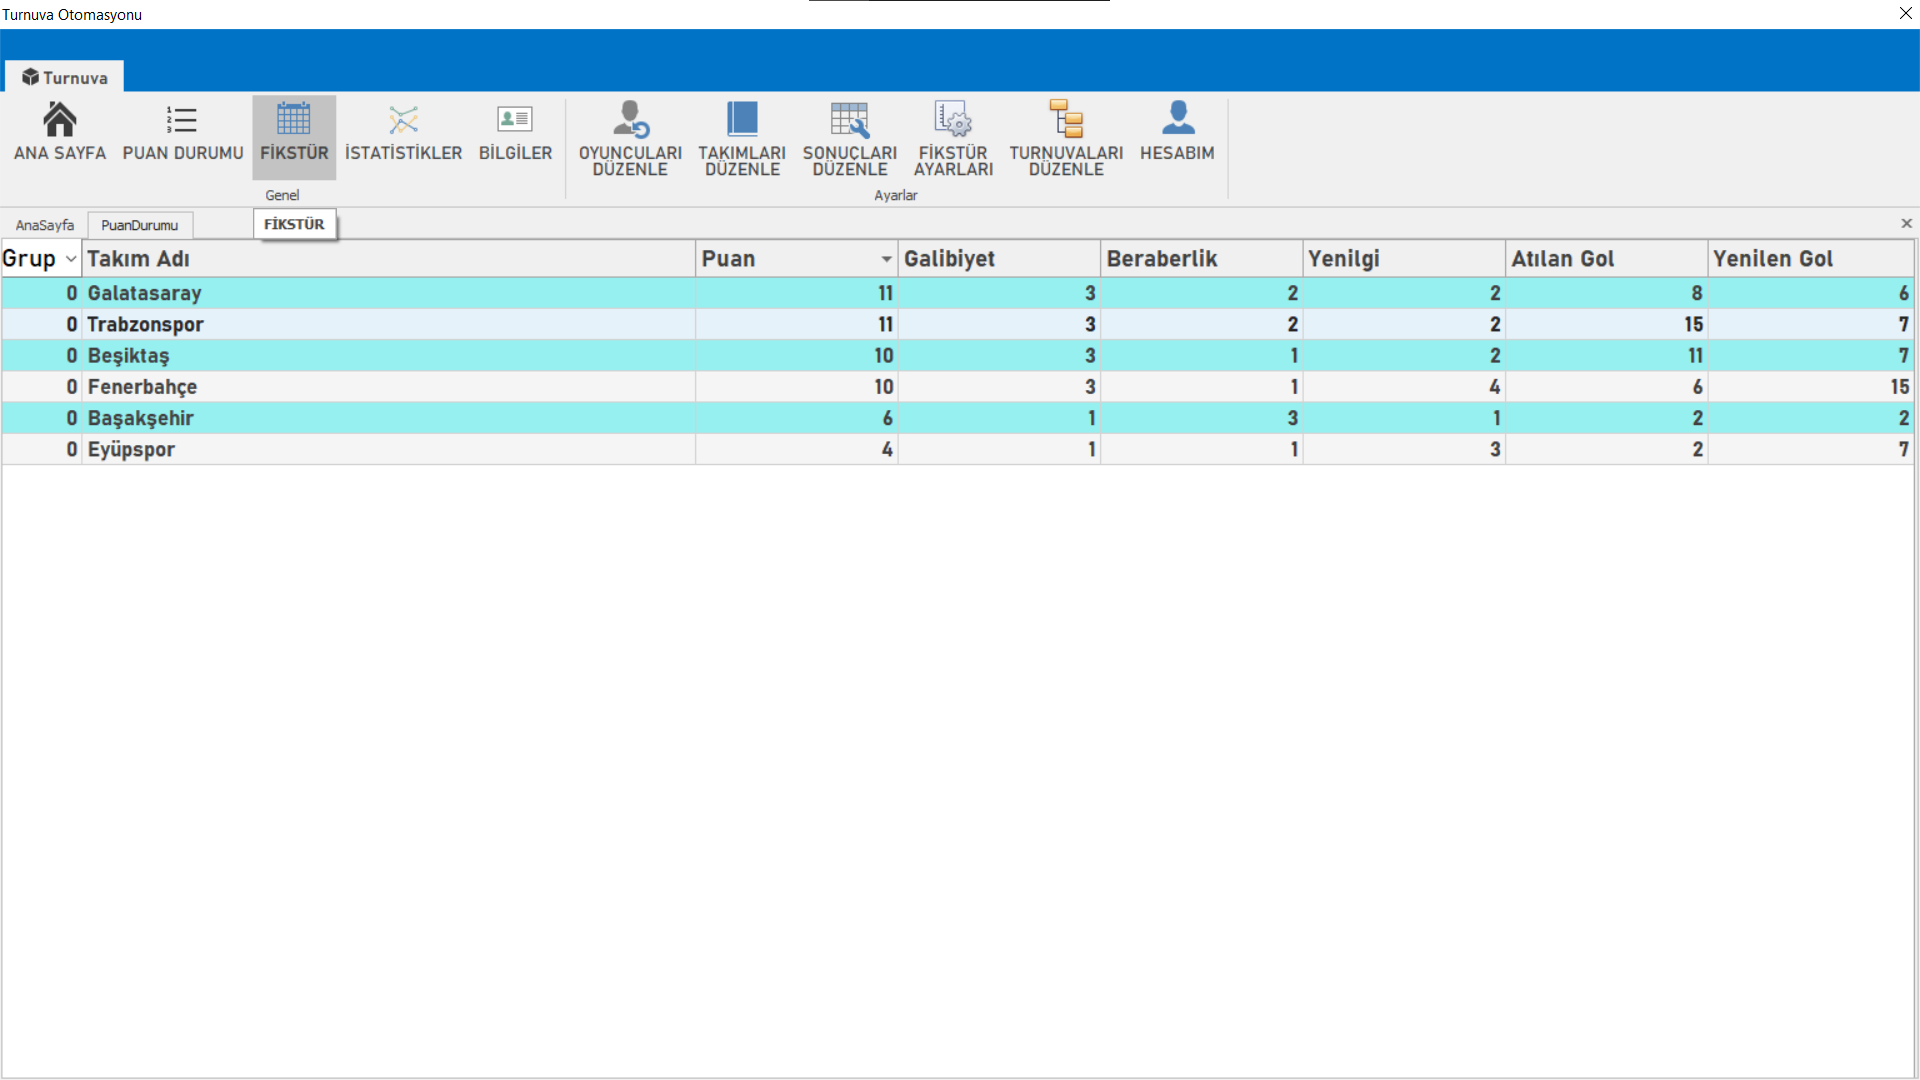 Turnuva Otomasyonu
Turnuva
ANA SAYFA PUAN DURUMU FİKSTÜR İSTATİSTİKLER BİLGİLER OYUNCULARI DÜZENLE TAKIMLARI DÜZENLE SONUÇLARI DÜZENLE FİKSTÜR AYARLARI TURNUVALARI DÜZENLE HESABIM
Genel Ayarlar
AnaSayfa PuanDurumu FİKSTÜR
Grup Takım Adı Puan Galibiyet Beraberlik Yenilgi Atılan Gol Yenilen Gol
0 Galatasaray 11 3 2 2 8 6
0 Trabzonspor 11 3 2 2 15 7
0 Beşiktaş 10 3 1 2 11 7
0 Fenerbahçe 10 3 1 4 6 15
0 Başakşehir 6 1 3 1 2 2
0 Eyüpspor 4 1 1 3 2 7